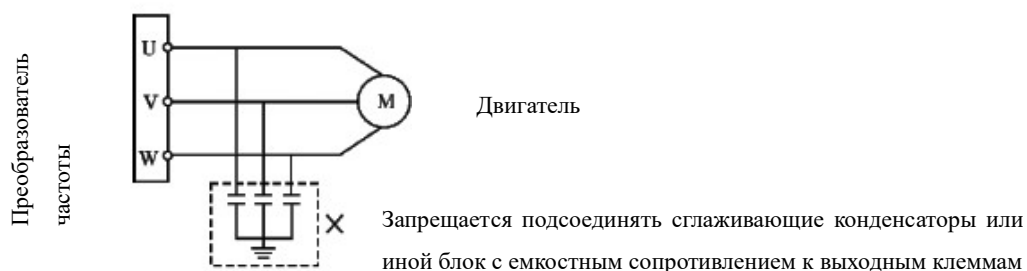 Преобразователь
частоты
U
V
W
M
Двигатель
Запрещается подсоединять сглаживающие конденсаторы или
иной блок с емкостным сопротивлением к выходным клеммам